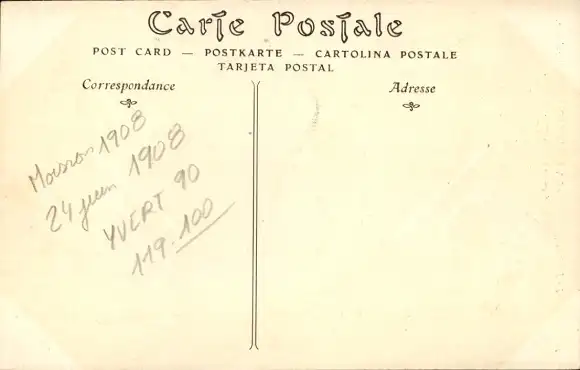 Carte Postale
POST CARD — POSTKARTE — CARTOLINA POSTALE
TARJETA POSTAL
Correspondance
Adresse
Moisson 1908
24 juin 1908
YVERT 90
119.100